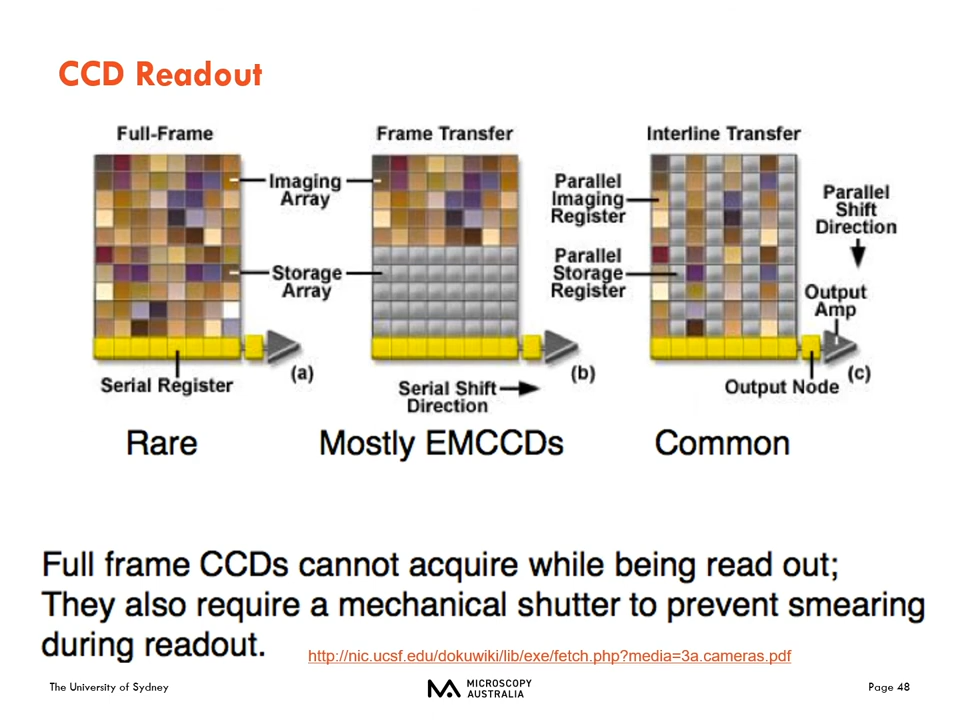 CCD Readout
Full-Frame
Frame Transfer
Interline Transfer
Imaging
Array
Storage
Array
Parallel
Imaging
Register
Parallel
Storage
Register
Parallel
Shift
Direction
Output
Amp
Serial Register
(a)
Serial Shift
Direction
(b)
Output Node
(c)
Rare
Mostly EMCCDs
Common
Full frame CCDs cannot acquire while being read out;
They also require a mechanical shutter to prevent smearing
during readout.
http://nic.ucsf.edu/dokuwiki/lib/exe/fetch.php?media=3a.cameras.pdf
The University of Sydney
MICROSCOPY
AUSTRALIA
Page 48